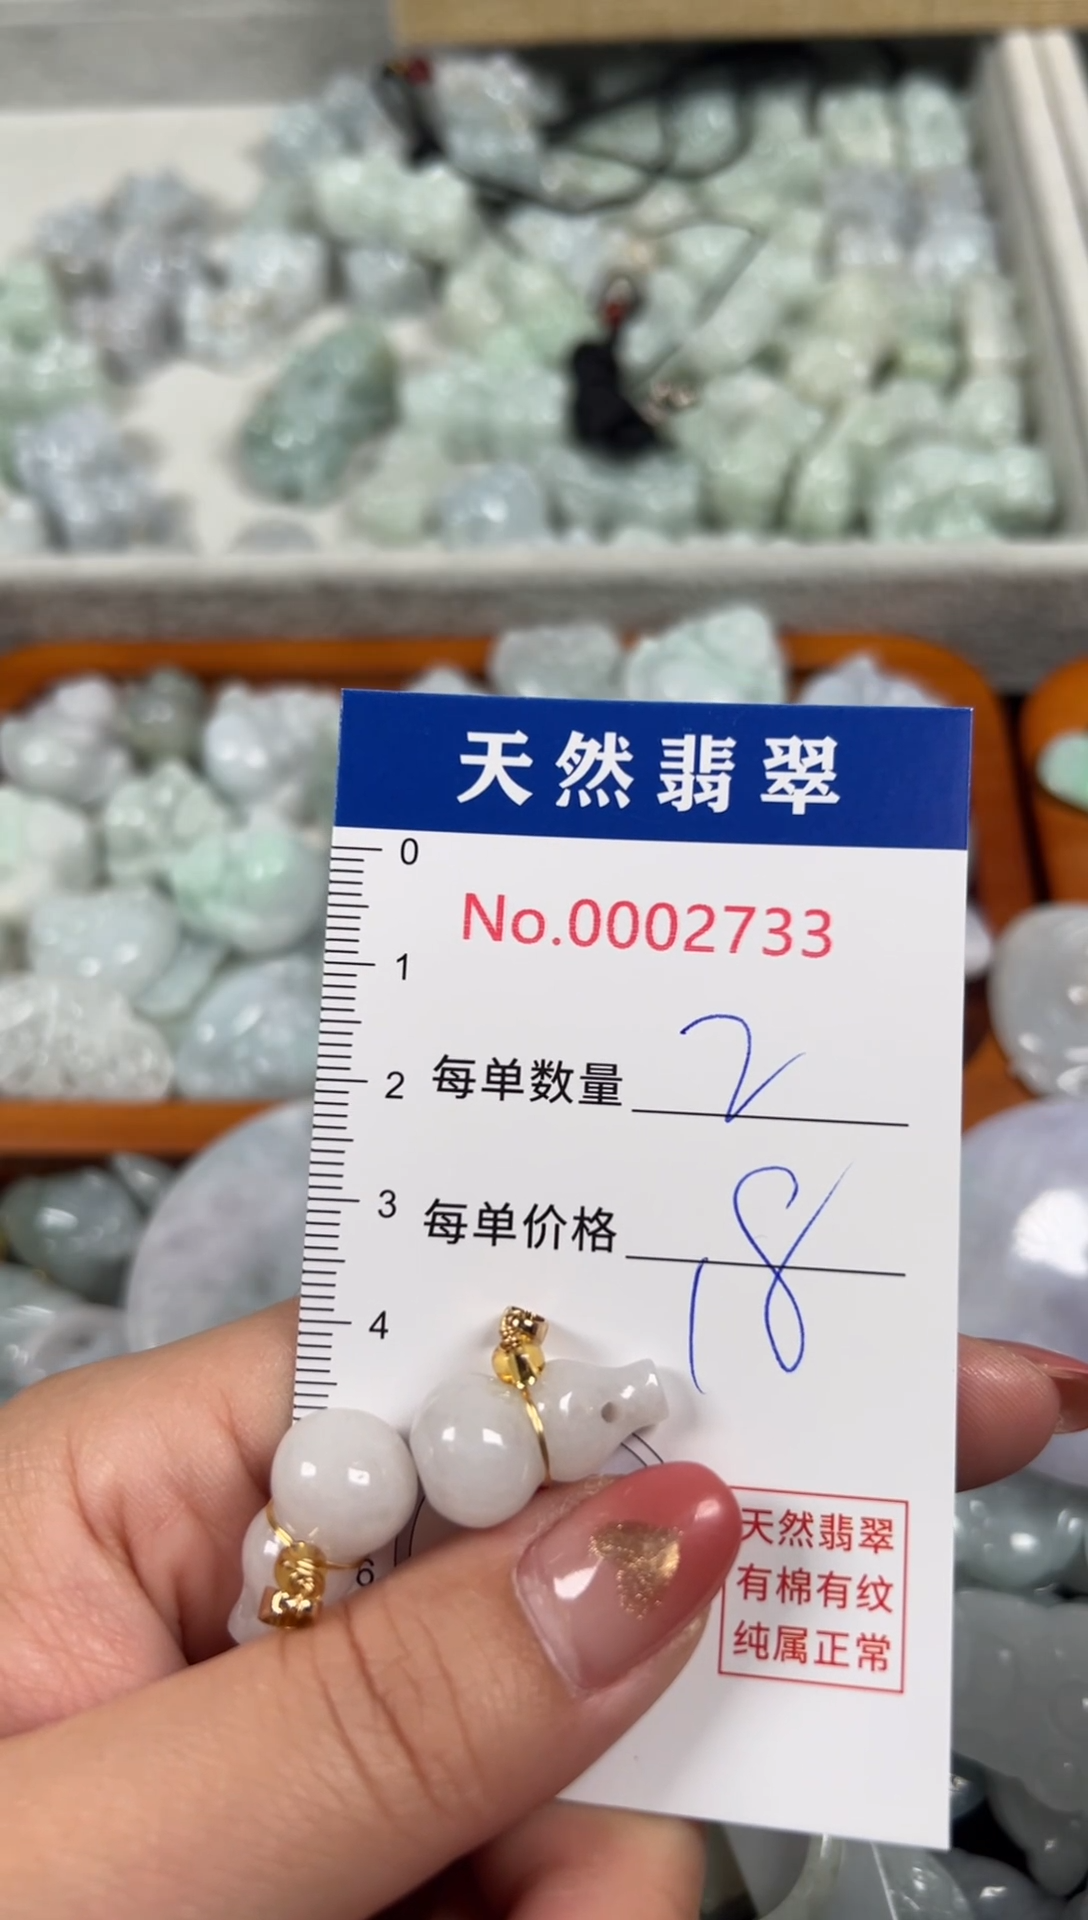 天然翡翠
0
No.0002733
1
2
每单数量 2
3
每单价格 18
4
6
天然翡翠
有棉有纹
纯属正常